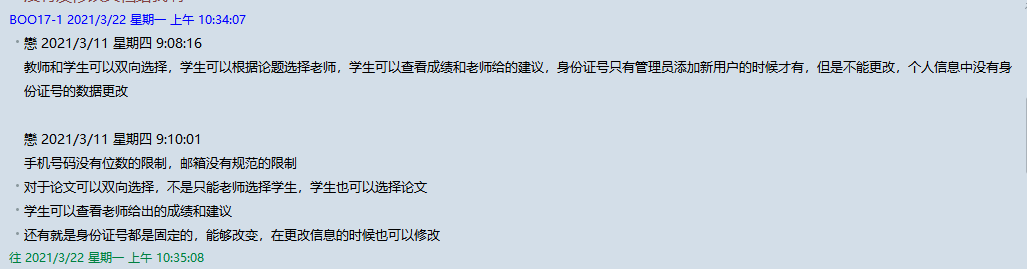 BOO17-1 2021/3/22 星期一 上午 10:34:07
戀 2021/3/11 星期四 9:08:16
教师和学生可以双向选择，学生可以根据论题选择老师，学生可以查看成绩和老师给的建议，身份证号只有管理员添加新用户的时候才有，但是不能更改，个人信息中没有身
份证号的数据更改
戀 2021/3/11 星期四 9:10:01
手机号码没有位数的限制，邮箱没有规范的限制
对于论文可以双向选择，不是只能老师选择学生，学生也可以选择论文
学生可以查看老师给出的成绩和建议
还有就是身份证号都是固定的，能够改变，在更改信息的时候也可以修改
往 2021/3/22 星期一 上午 10:35:08